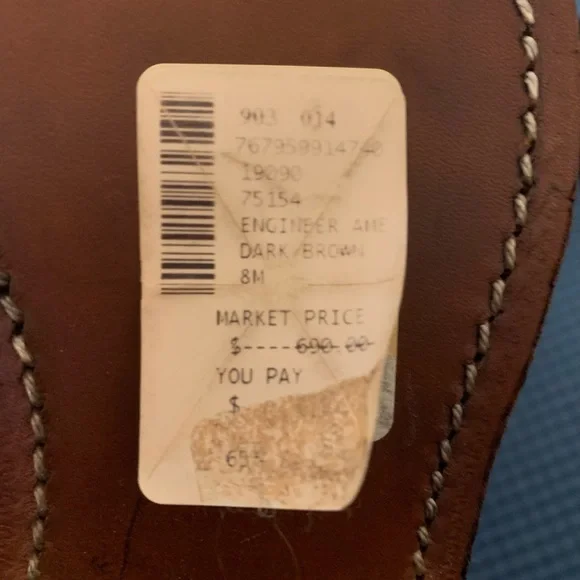 903 014
767959914740
19090
75154
ENGINEER AME
DARK BROWN
8M
MARKET PRICE
$----690.00
YOU PAY
$